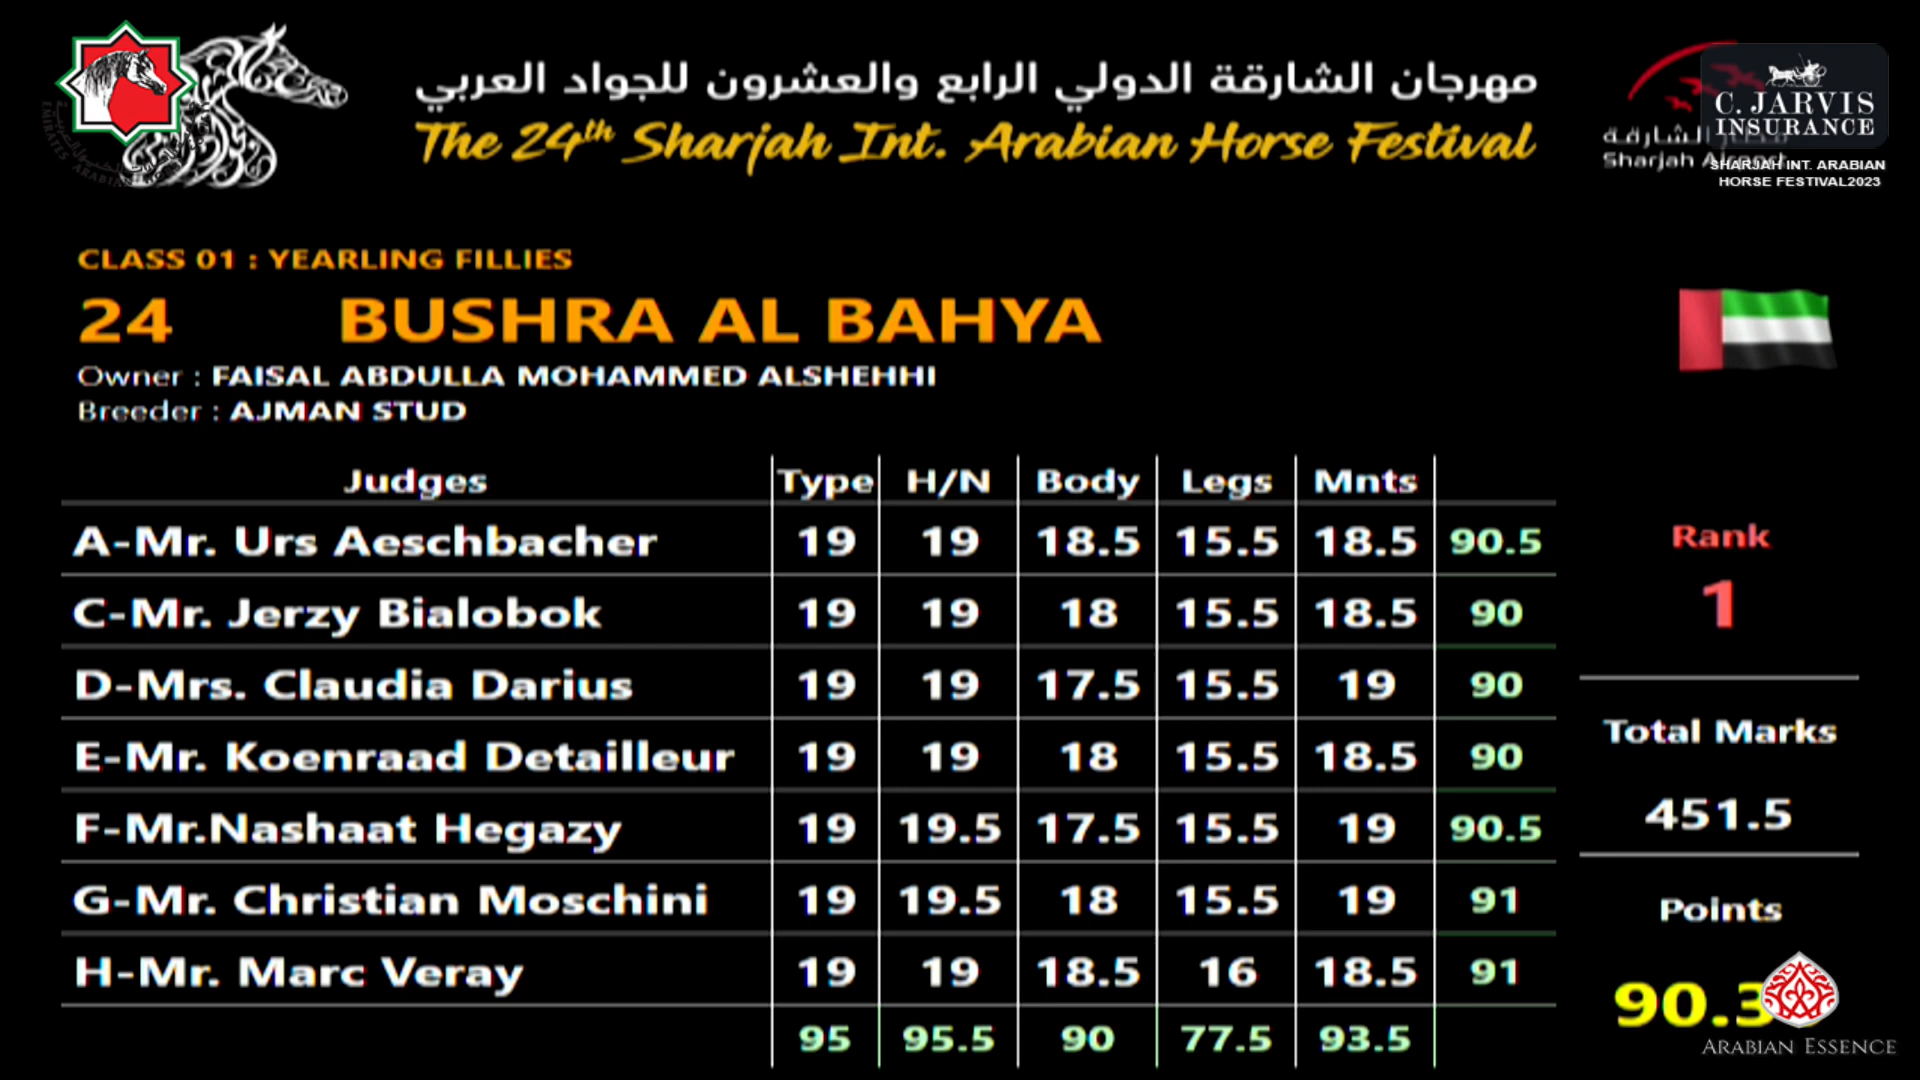 مهرجان الشارقة الدولي الرابع والعشرون للجواد العربي
The 24th Sharjah Int. Arabian Horse Festival
C. JARVIS
INSURANCE
الشارقة
Sharjah
SHARJAH INT. ARABIAN
HORSE FESTIVAL2023
CLASS 01 : YEARLING FILLIES
24 BUSHRA AL BAHYA
Owner : FAISAL ABDULLA MOHAMMED ALSHEHHI
Breeder : AJMAN STUD
Judges Type H/N Body Legs Mnts
A-Mr. Urs Aeschbacher 19 19 18.5 15.5 18.5 90.5
C-Mr. Jerzy Bialobok 19 19 18 15.5 18.5 90
D-Mrs. Claudia Darius 19 19 17.5 15.5 19 90
E-Mr. Koenraad Detailleur 19 19 18 15.5 18.5 90
F-Mr.Nashaat Hegazy 19 19.5 17.5 15.5 19 90.5
G-Mr. Christian Moschini 19 19.5 18 15.5 19 91
H-Mr. Marc Veray 19 19 18.5 16 18.5 91
95 95.5 90 77.5 93.5
Rank
1
Total Marks
451.5
Points
90.3
ARABIAN ESSENCE